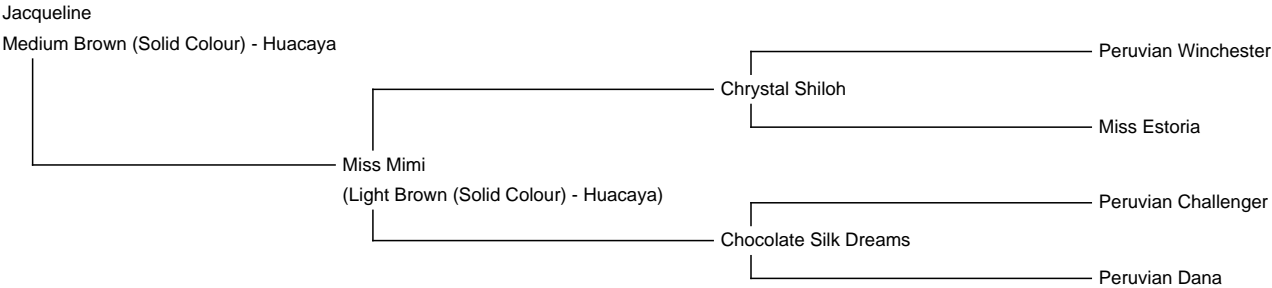 Jacqueline
Medium Brown (Solid Colour) - Huacaya
Peruvian Winchester
Chrystal Shiloh
Miss Estoria
Miss Mimi
(Light Brown (Solid Colour) - Huacaya)
Peruvian Challenger
Chocolate Silk Dreams
Peruvian Dana